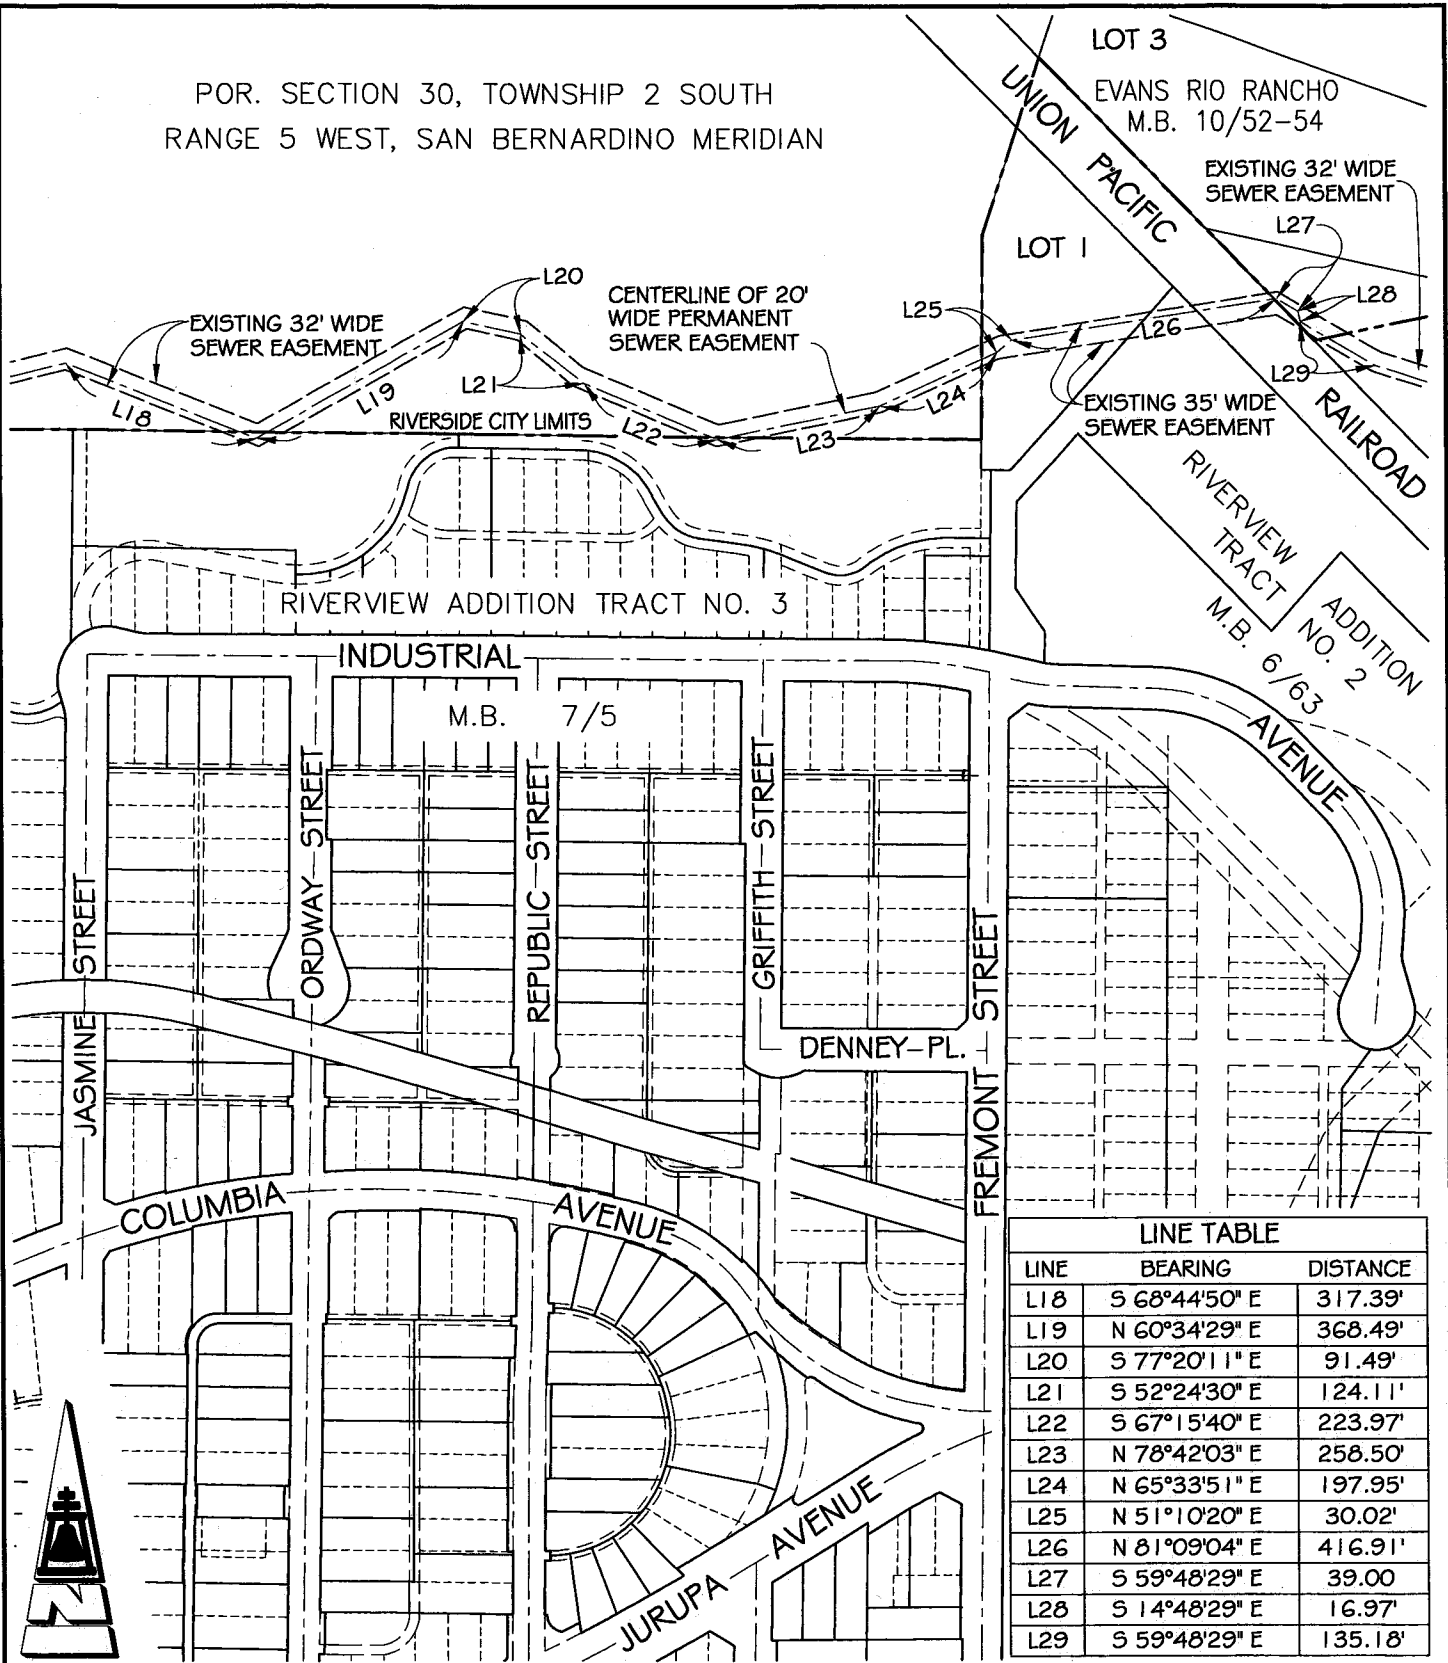 POR. SECTION 30, TOWNSHIP 2 SOUTH
RANGE 5 WEST, SAN BERNARDINO MERIDIAN
LOT 3
EVANS RIO RANCHO
M.B. 10/52-54
UNION PACIFIC RAILROAD
EXISTING 32' WIDE
SEWER EASEMENT
LOT 1
L27
L28
L20
EXISTING 32' WIDE
SEWER EASEMENT
CENTERLINE OF 20'
WIDE PERMANENT
SEWER EASEMENT
L25
L26
L29
L18
L19
L21
L22
L23
L24
RIVERSIDE CITY LIMITS
EXISTING 35' WIDE
SEWER EASEMENT
RIVERVIEW
TRACT
M.B. 6/63
ADDITION
NO. 2
RIVERVIEW ADDITION TRACT NO. 3
INDUSTRIAL
AVENUE
M.B. 7/5
JASMINE STREET
ORDWAY STREET
REPUBLIC STREET
GRIFFITH STREET
FREMONT STREET
DENNEY PL.
COLUMBIA
AVENUE
JURUPA AVENUE
LINE TABLE
LINE BEARING DISTANCE
L18 S 68°44'50" E 317.39'
L19 N 60°34'29" E 368.49'
L20 S 77°20'11" E 91.49'
L21 S 52°24'30" E 124.11'
L22 S 67°15'40" E 223.97'
L23 N 78°42'03" E 258.50'
L24 N 65°33'51" E 197.95'
L25 N 51°10'20" E 30.02'
L26 N 81°09'04" E 416.91'
L27 S 59°48'29" E 39.00
L28 S 14°48'29" E 16.97'
L29 S 59°48'29" E 135.18'
N